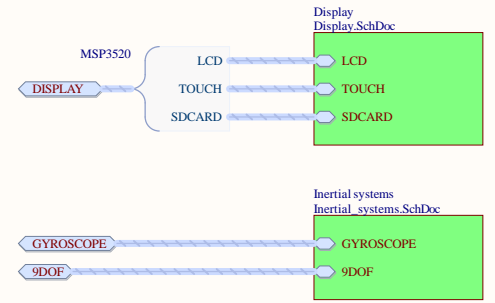 Display
Display.SchDoc
MSP3520
LCD LCD
DISPLAY TOUCH TOUCH
SDCARD SDCARD
Inertial systems
Inertial_systems.SchDoc
GYROSCOPE GYROSCOPE
9DOF 9DOF